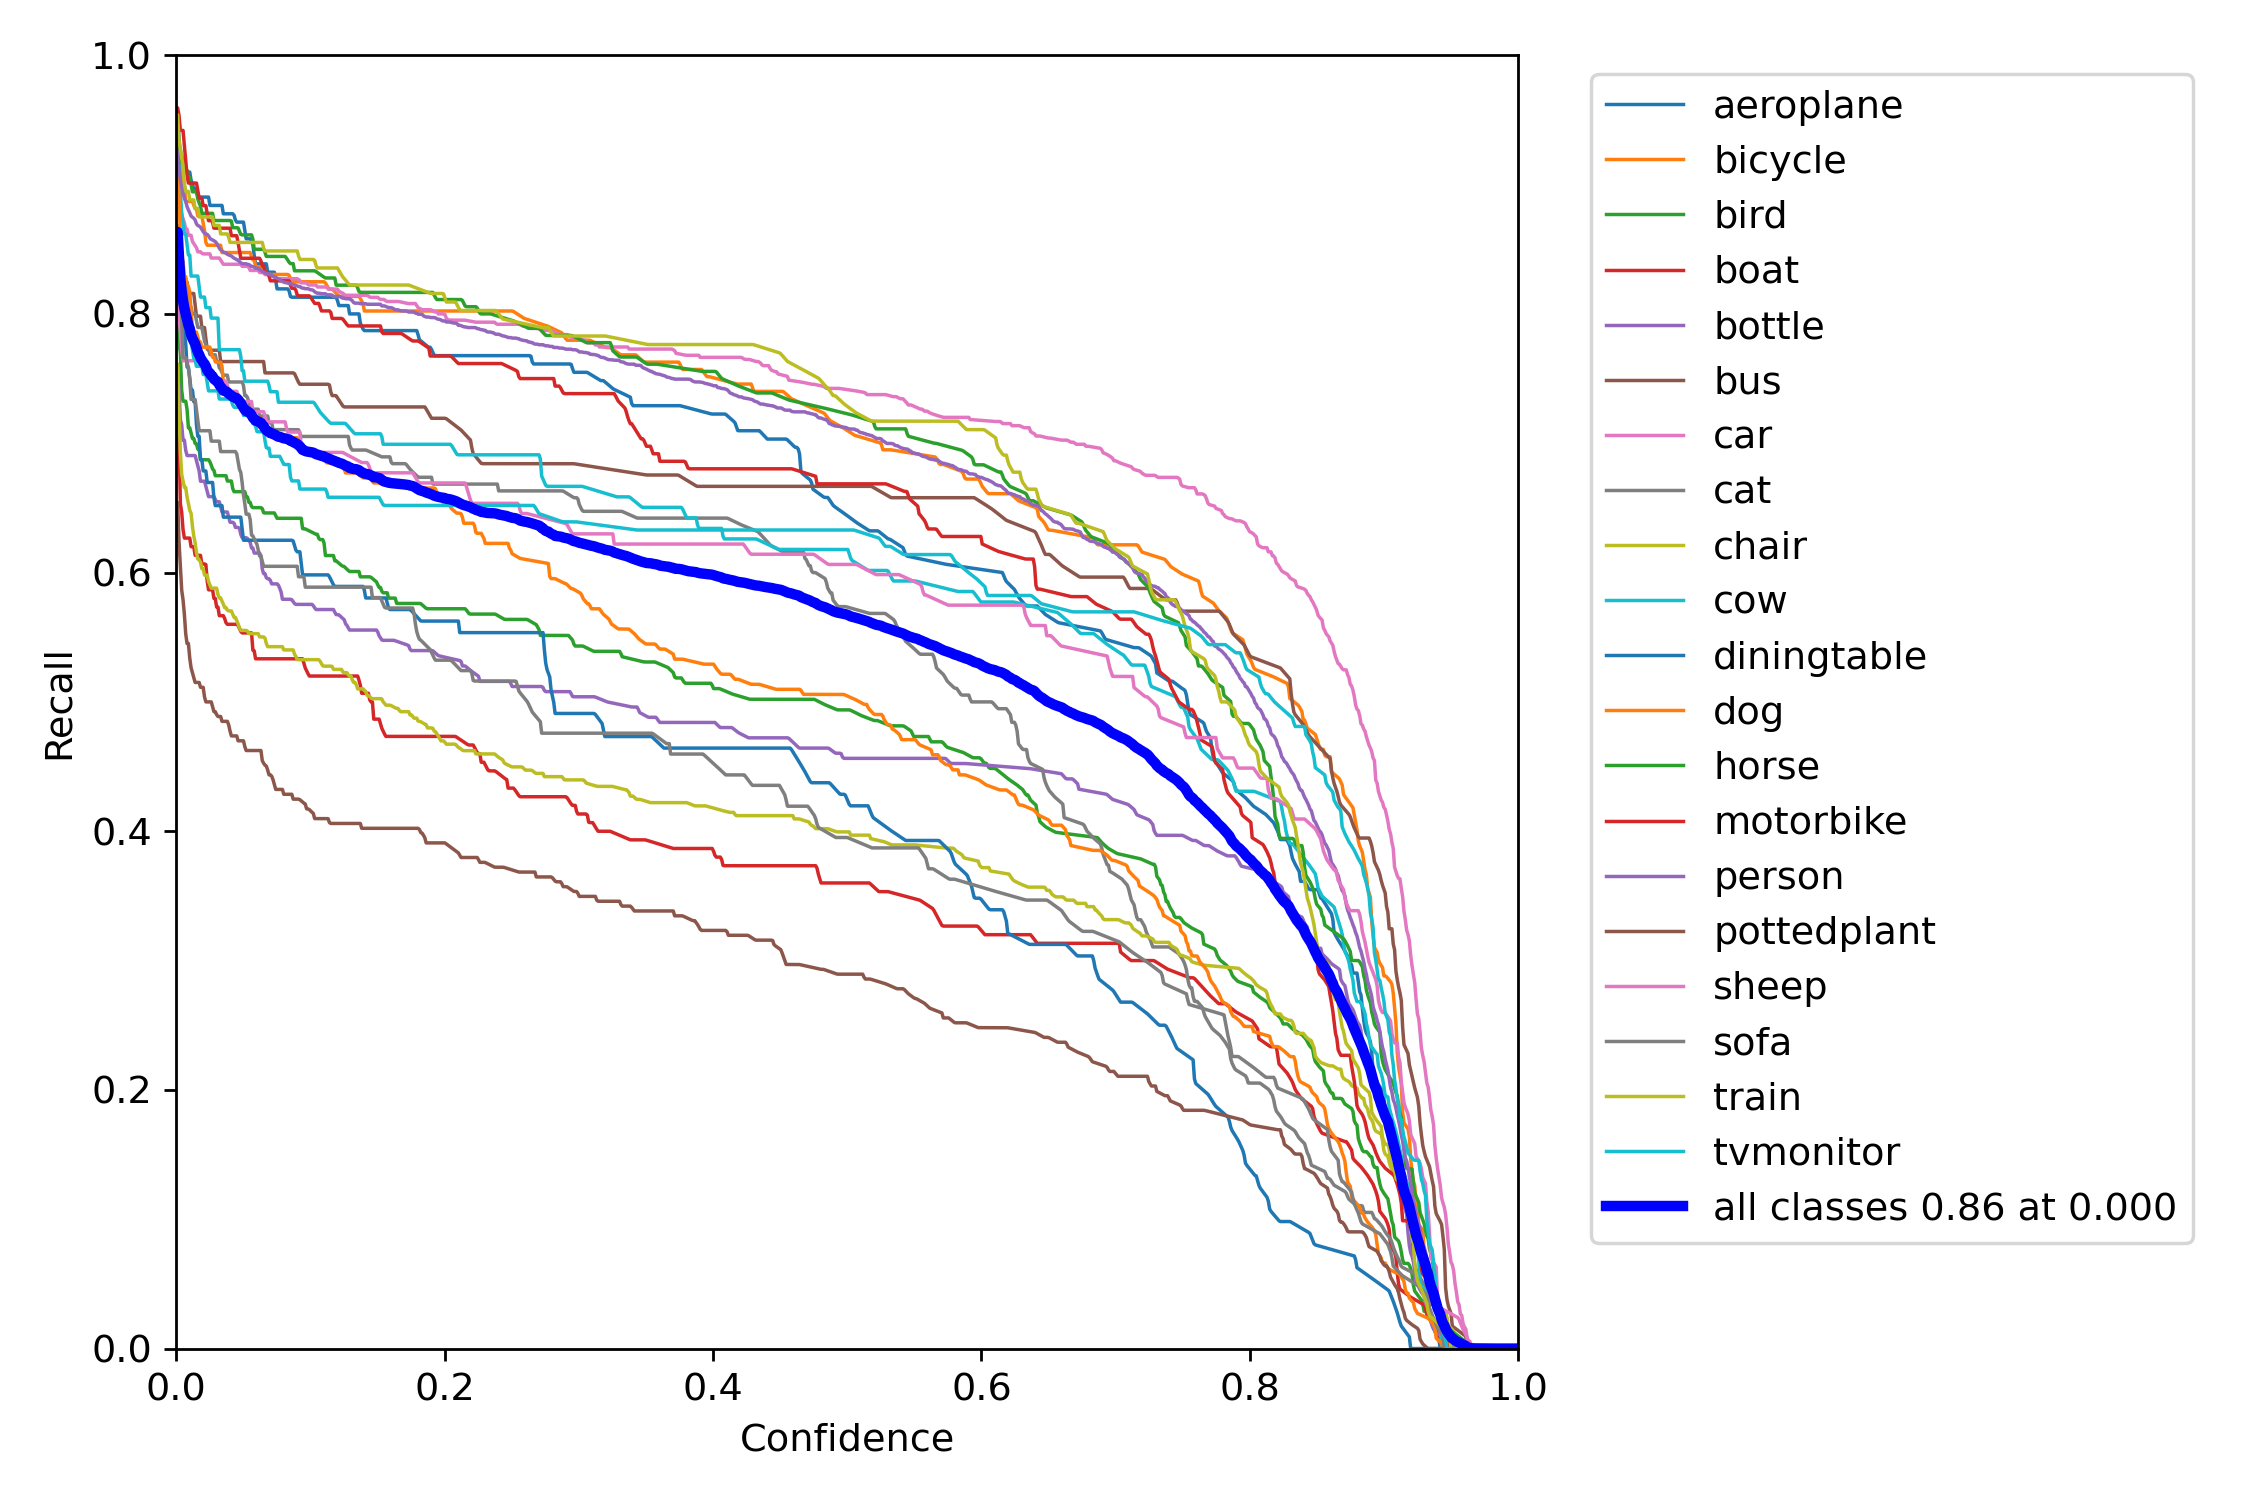 1.0
0.8
0.6
0.4
0.2
0.0
Recall
0.0 0.2 0.4 0.6 0.8 1.0
Confidence
aeroplane
bicycle
bird
boat
bottle
bus
car
cat
chair
cow
diningtable
dog
horse
motorbike
person
pottedplant
sheep
sofa
train
tvmonitor
all classes 0.86 at 0.000